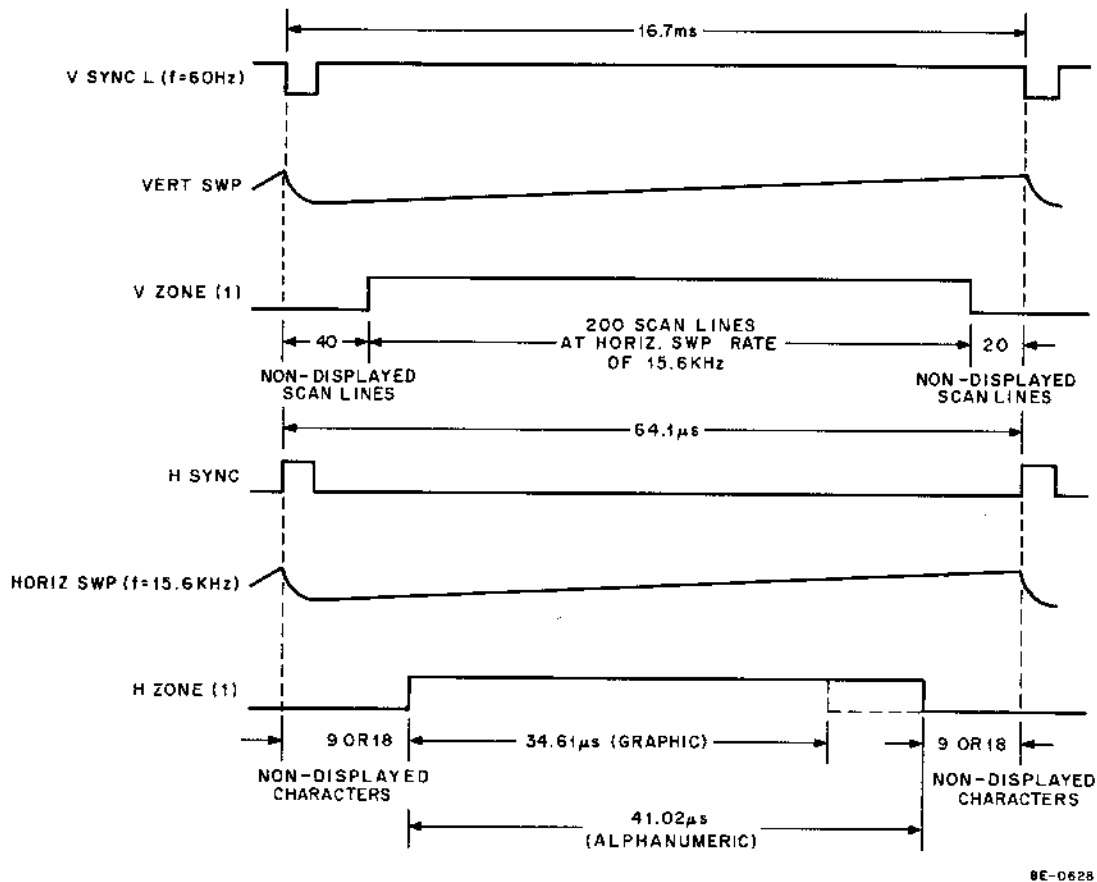 16.7ms
V SYNC L (f=60Hz)
VERT SWP
V ZONE (1)
40
200 SCAN LINES
AT HORIZ. SWP RATE
OF 15.6KHz
20
NON-DISPLAYED
SCAN LINES
NON-DISPLAYED
SCAN LINES
64.1µs
H SYNC
HORIZ SWP (f=15.6KHz)
H ZONE (1)
9 OR 18
34.61µs (GRAPHIC)
9 OR 18
NON-DISPLAYED
CHARACTERS
NON-DISPLAYED
CHARACTERS
41.02µs
(ALPHANUMERIC)
BE-0628